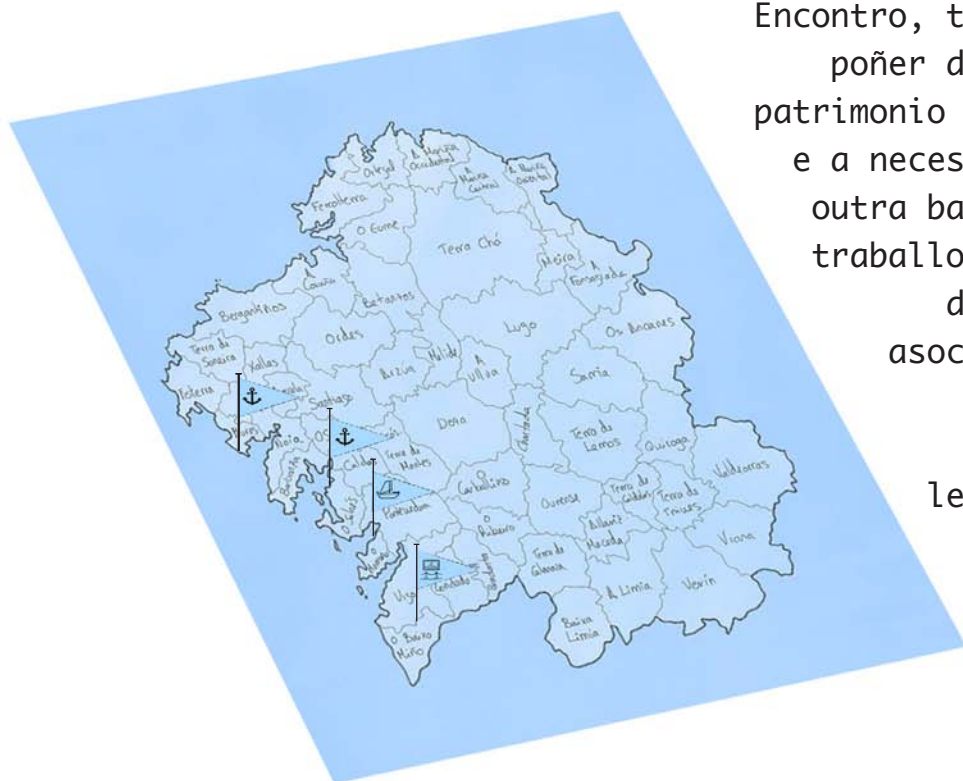 Encontro, t
poñer d
patrimonio
e a neces
outra ba
traballo
d
asoc
le
Ortegal
A Mariña
Occidental
A
Mariña
Central
A Mariña
Oriental
Ferrolterra
O Eume
Terra Chá
Meira
A
Fonsagrada
Coruña
Betanzos
Bergantiños
Ordes
Lugo
Os Ancares
Terra de
Soneira
Xallas
Melide
A
Ulloa
Arzúa
Sarria
Fisterra
Santiago
Muros
Noia
Deza
Chantada
Terra de
Lemos
Quiroga
Barbanza
Caldas
Terra de
Montes
O
Carballiño
Valdeorras
O Salnés
Pontevedra
Ourense
Terra de
Caldelas
Terra de
Trives
O
Ribeiro
Allariz
Maceda
O
Morrazo
Terra de
Celanova
Viana
Vigo
Condado
A Limia
Verín
O Baixo
Miño
Baixa
Limia